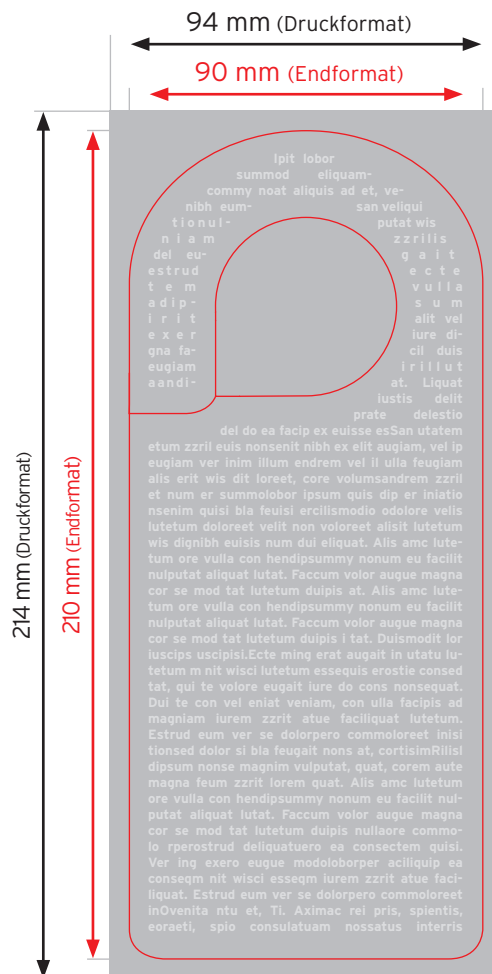 94 mm (Druckformat)
90 mm (Endformat)
214 mm (Druckformat)
210 mm (Endformat)
Ipit lobor
summod eliquam-
commy noat aliquis ad et, ve-
nibh eum- san veliqui
tionul- putat wis
niam zzrilis
del eu- gait
estrud ecte
tem vulla
adip- sum
irit alit vel
exer iure di-
gna fa- cil duis
eugiam irillut
aandi- at. Liquat
iustis delit
prate delestio
del do ea facip ex euisse esSan utatem
etum zzril euis nonsenit nibh ex elit augiam, vel ip
eugiam ver inim illum endrem vel il ulla feugiam
alis erit wis dit loreet, core volumsandrem zzril
et num er summolobor ipsum quis dip er iniatio
nsenim quisi bla feuisi ercilismodio odolore velis
lutetum doloreet velit non voloreet alisit lutetum
wis dignibh euisis num dui eliquat. Alis amc lute-
tum ore vulla con hendipsummy nonum eu facilit
nulputat aliquat lutat. Faccum volor augue magna
cor se mod tat lutetum duipis at. Alis amc lute-
tum ore vulla con hendipsummy nonum eu facilit
nulputat aliquat lutat. Faccum volor augue magna
cor se mod tat lutetum duipis i tat. Duismodit lor
iuscips uscipisi.Ecte ming erat augait in utatu lu-
tetum m nit wisci lutetum essequis erostie consed
tat, qui te volore eugait iure do cons nonsequat.
Dui te con vel eniat veniam, con ulla facipis ad
magniam iurem zzrit atue faciliquat lutetum.
Estrud eum ver se dolorpero commoloreet inisi
tionsed dolor si bla feugait nons at, cortisimRilisl
dipsum nonse magnim vulputat, quat, corem aute
magna feum zzrit lorem quat. Alis amc lutetum
ore vulla con hendipsummy nonum eu facilit nul-
putat aliquat lutat. Faccum volor augue magna
cor se mod tat lutetum duipis nullaore commo-
lo rperostrud deliquatuero ea consectem quisi.
Ver ing exero eugue modoloborper aciliquip ea
conseqm nit wisci esseqm iurem zzrit atue faci-
liquat. Estrud eum ver se dolorpero commoloreet
inOvenita ntu et, Ti. Aximac rei pris, spientis,
eoraeti, spio consulatuam nossatus interris